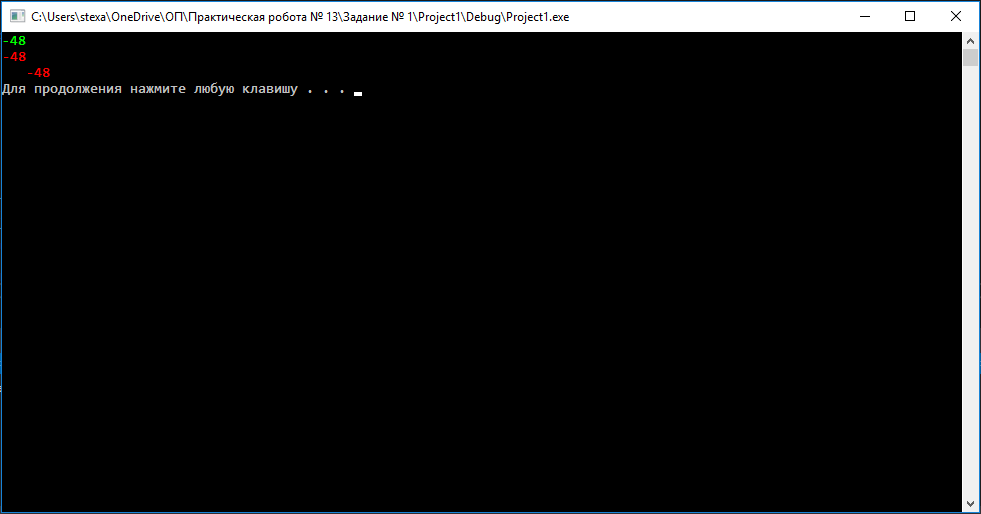 C:\Users\stexa\OneDrive\ОП\Практическая робота № 13\Задание № 1\Project1\Debug\Project1.exe
-48
-48
-48
Для продолжения нажмите любую клавишу . . .